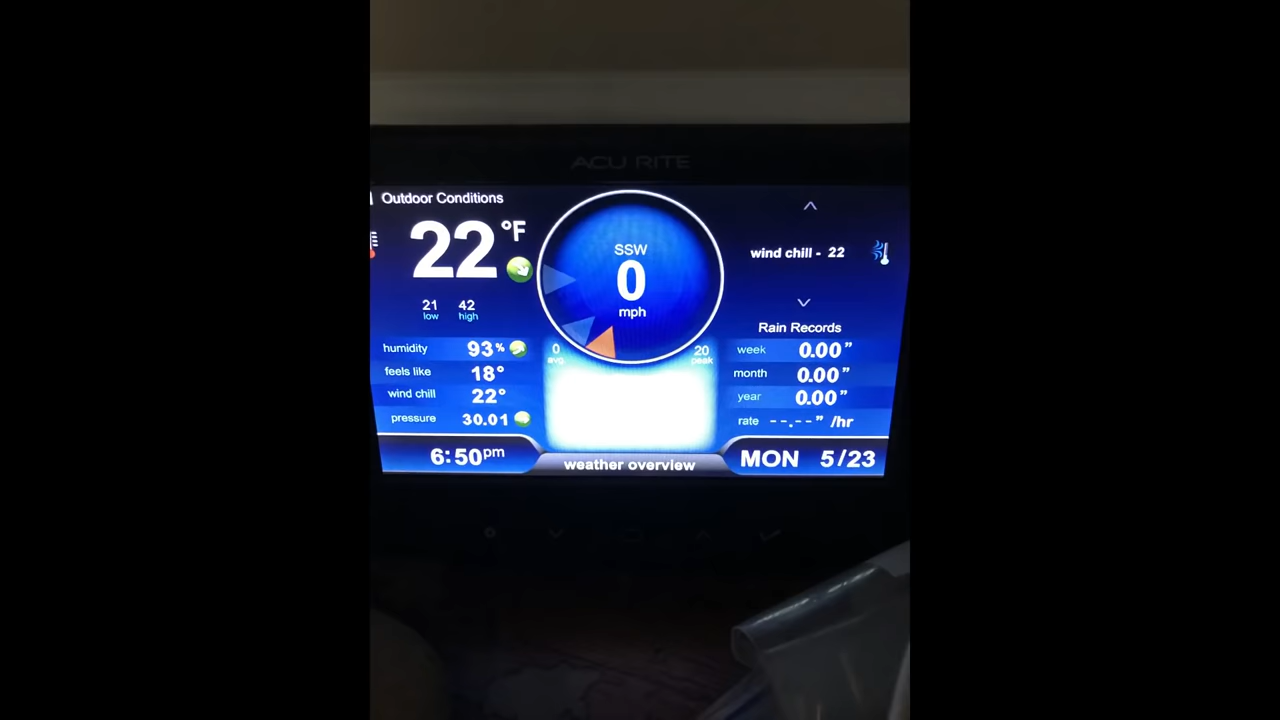 ACU RITE
Outdoor Conditions
22 °F
21 42
low high
humidity 93%
feels like 18°
wind chill 22°
pressure 30.01
6:50pm
SSW
0
mph
0 20
avg. peak
weather overview
wind chill - 22
Rain Records
week 0.00"
month 0.00"
year 0.00"
rate --.--" /hr
MON 5/23